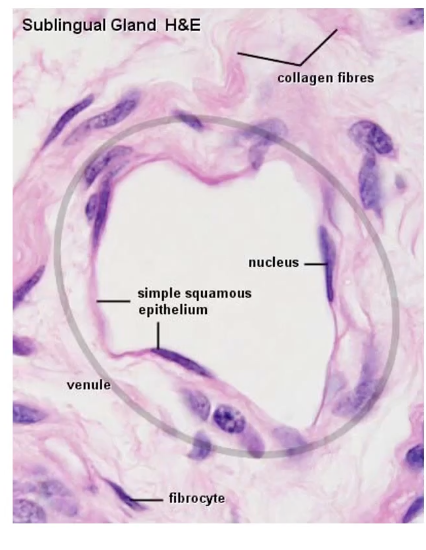 Sublingual Gland H&E
collagen fibres
nucleus
simple squamous
epithelium
venule
fibrocyte